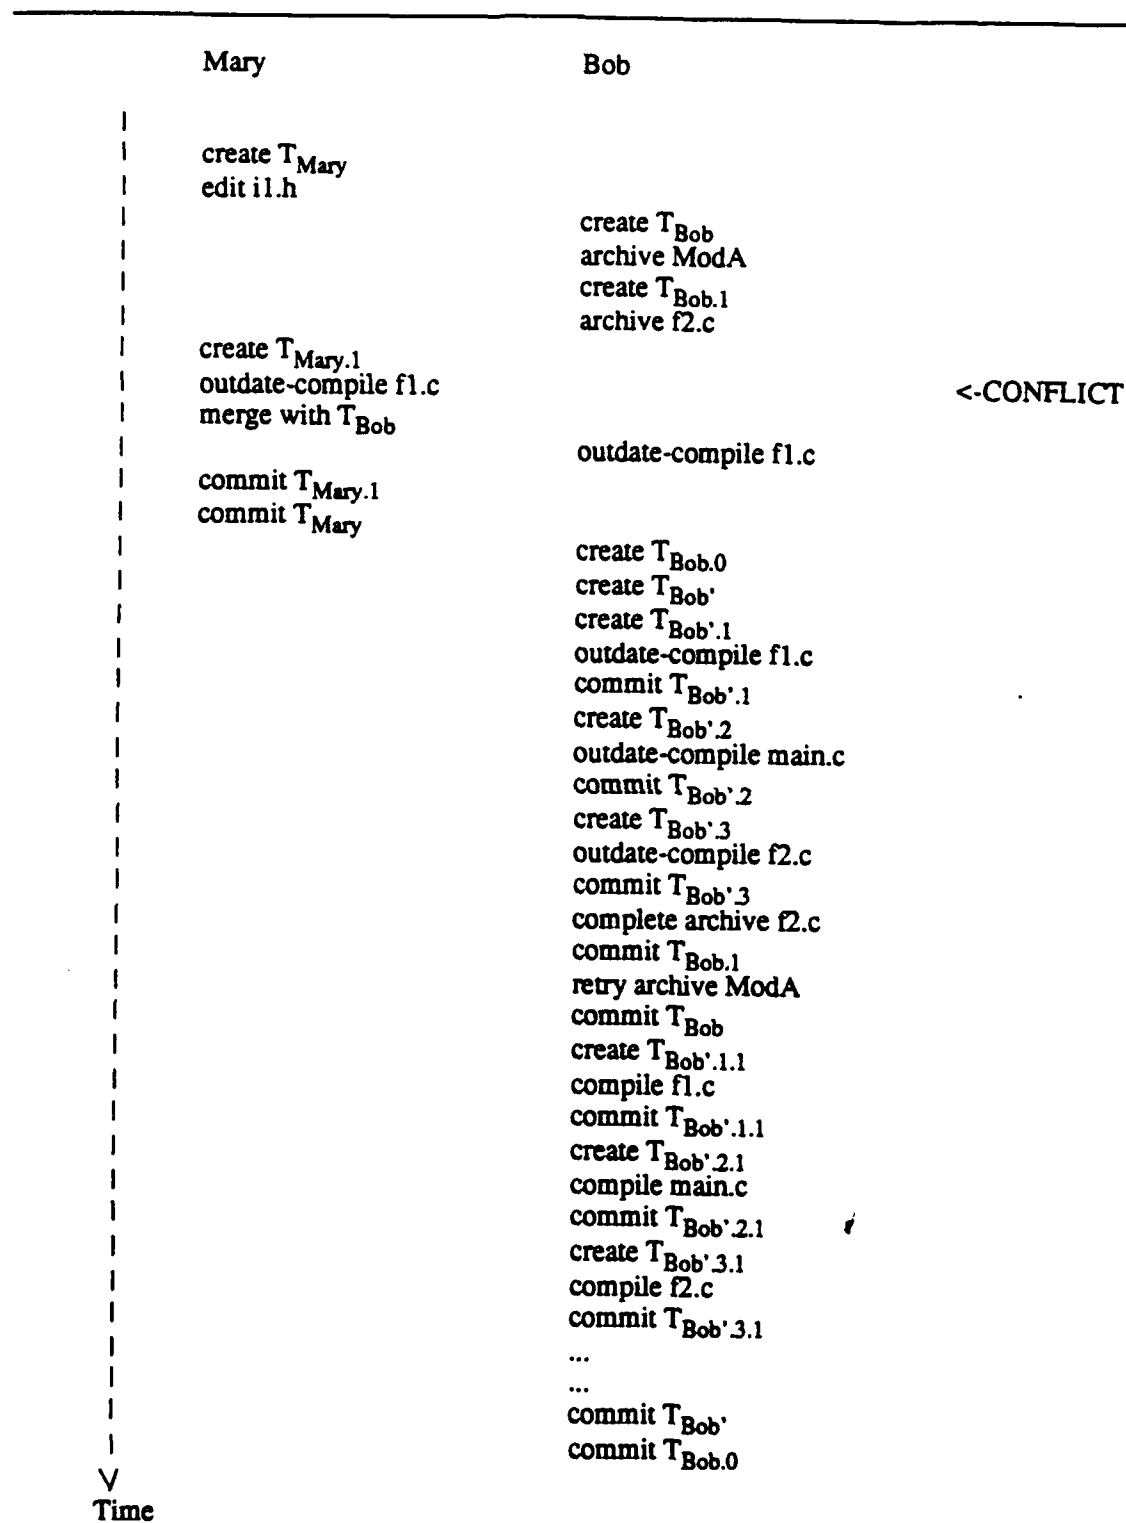 Mary Bob
create T_Mary
edit i1.h
create T_Bob
archive ModA
create T_Bob.1
archive f2.c
create T_Mary.1
outdate-compile f1.c <-CONFLICT
merge with T_Bob
outdate-compile f1.c
commit T_Mary.1
commit T_Mary
create T_Bob.0
create T_Bob'
create T_Bob'.1
outdate-compile f1.c
commit T_Bob'.1
create T_Bob'.2
outdate-compile main.c
commit T_Bob'.2
create T_Bob'.3
outdate-compile f2.c
commit T_Bob'.3
complete archive f2.c
commit T_Bob.1
retry archive ModA
commit T_Bob
create T_Bob'.1.1
compile f1.c
commit T_Bob'.1.1
create T_Bob'.2.1
compile main.c
commit T_Bob'.2.1
create T_Bob'.3.1
compile f2.c
commit T_Bob'.3.1
...
...
commit T_Bob'
commit T_Bob.0
Time